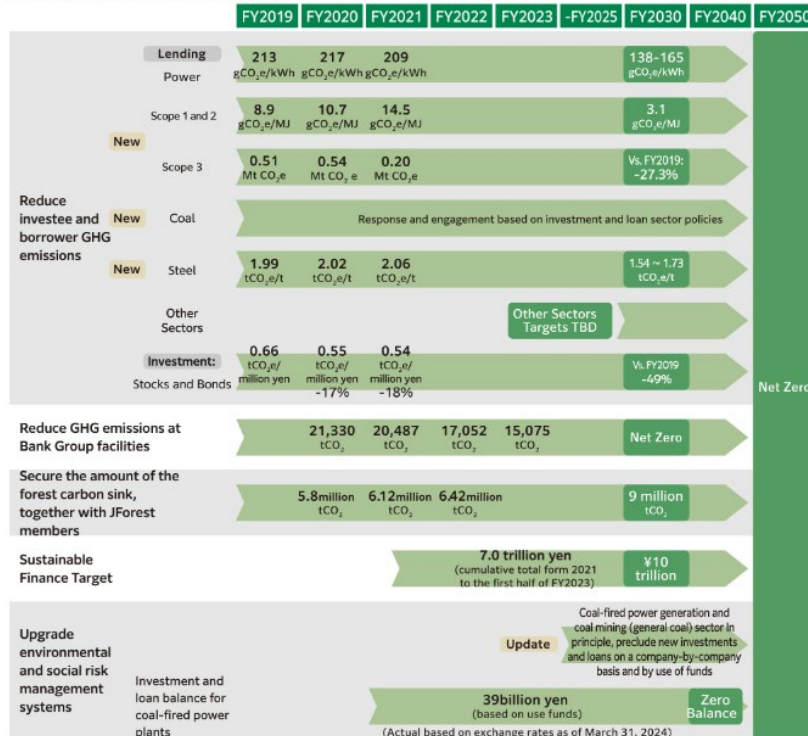 FY2019 FY2020 FY2021 FY2022 FY2023 -FY2025 FY2030 FY2040 FY2050
Reduce
investee and
borrower GHG
emissions
Lending
Power
213 217 209 138-165
gCO₂e/kWh gCO₂e/kWh gCO₂e/kWh gCO₂e/kWh
New
Scope 1 and 2
8.9 10.7 14.5 3.1
gCO₂e/MJ gCO₂e/MJ gCO₂e/MJ gCO₂e/MJ
Scope 3
0.51 0.54 0.20 Vs. FY2019:
Mt CO₂e Mt CO₂ e Mt CO₂e -27.3%
New
Coal
Response and engagement based on investment and loan sector policies
New
Steel
1.99 2.02 2.06 1.54 ~ 1.73
tCO₂e/t tCO₂e/t tCO₂e/t tCO₂e/t
Other
Sectors
Other Sectors
Targets TBD
Investment:
Stocks and Bonds
0.66 0.55 0.54 Vs. FY2019
tCO₂e/ tCO₂e/ tCO₂e/ -49%
million yen million yen million yen
-17% -18%
Net Zero
Reduce GHG emissions at
Bank Group facilities
21,330 20,487 17,052 15,075 Net Zero
tCO₂ tCO₂ tCO₂ tCO₂
Secure the amount of the
forest carbon sink,
together with JForest
members
5.8million 6.12million 6.42million 9 million
tCO₂ tCO₂ tCO₂ tCO₂
Sustainable
Finance Target
7.0 trillion yen
(cumulative total form 2021
to the first half of FY2023)
¥10
trillion
Upgrade
environmental
and social risk
management
systems
Update
Coal-fired power generation and
coal mining (general coal) sector in
principle, preclude new investments
and loans on a company-by-company
basis and by use of funds
Investment and
loan balance for
coal-fired power
plants
39billion yen
(based on use funds)
(Actual based on exchange rates as of March 31, 2024)
Zero
Balance